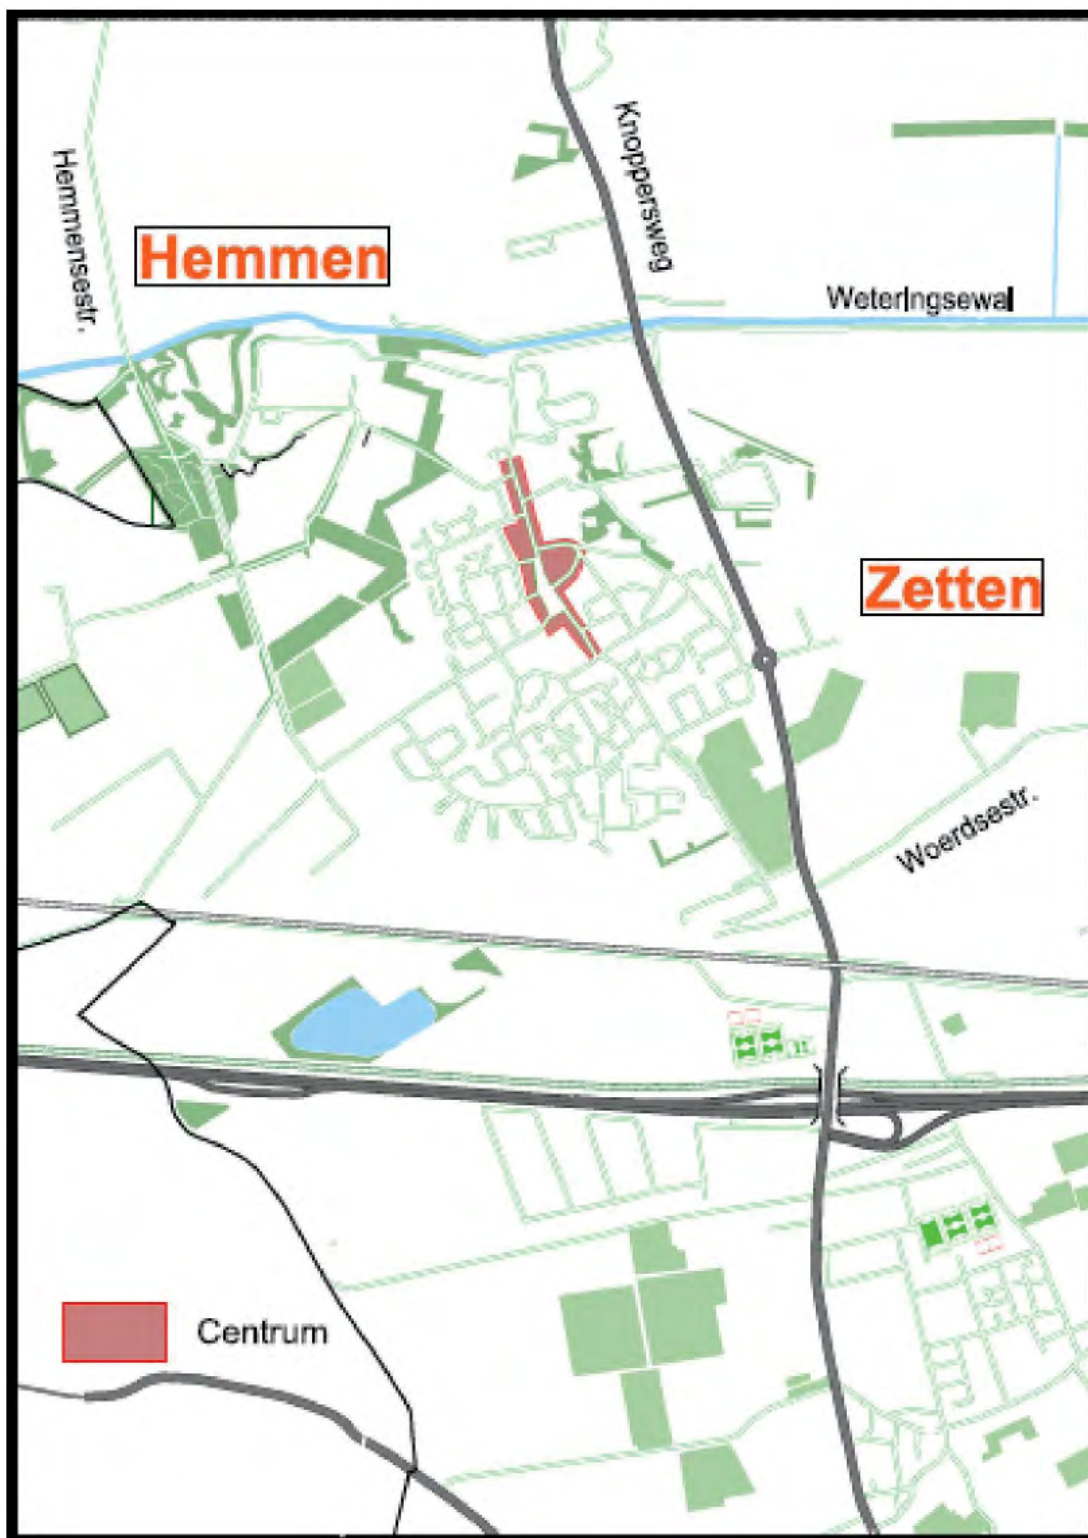 Knoppersweg
Hemmensestr.
Hemmen
Weteringsewal
Zetten
Woerdsestr.
Centrum